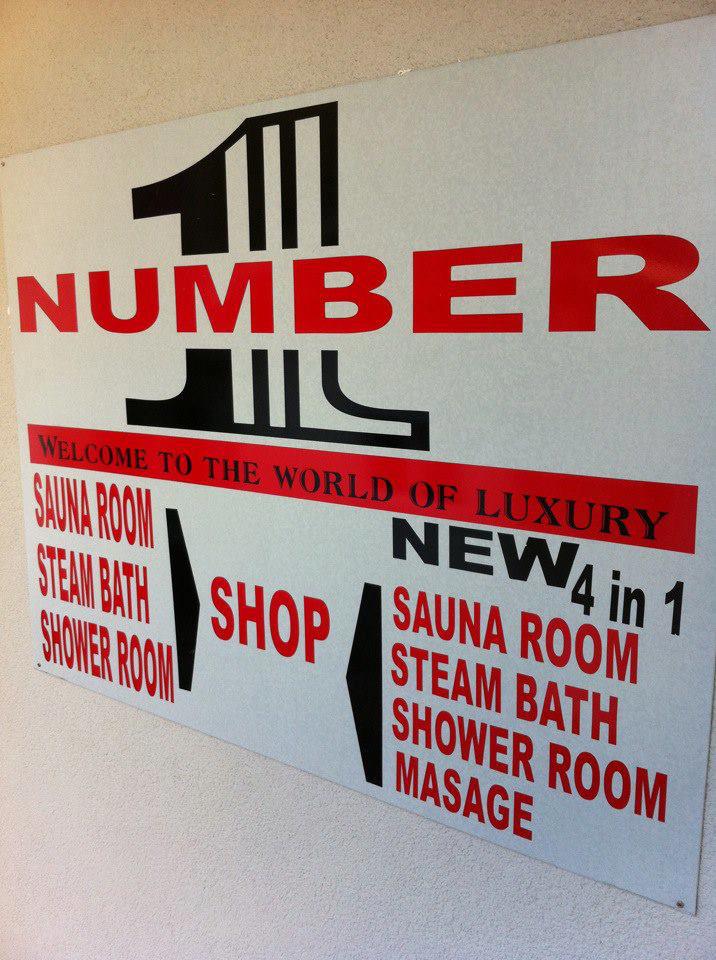 1
NUMBER
WELCOME TO THE WORLD OF LUXURY
SAUNA ROOM
STEAM BATH
SHOWER ROOM
SHOP
NEW 4 in 1
SAUNA ROOM
STEAM BATH
SHOWER ROOM
MASAGE